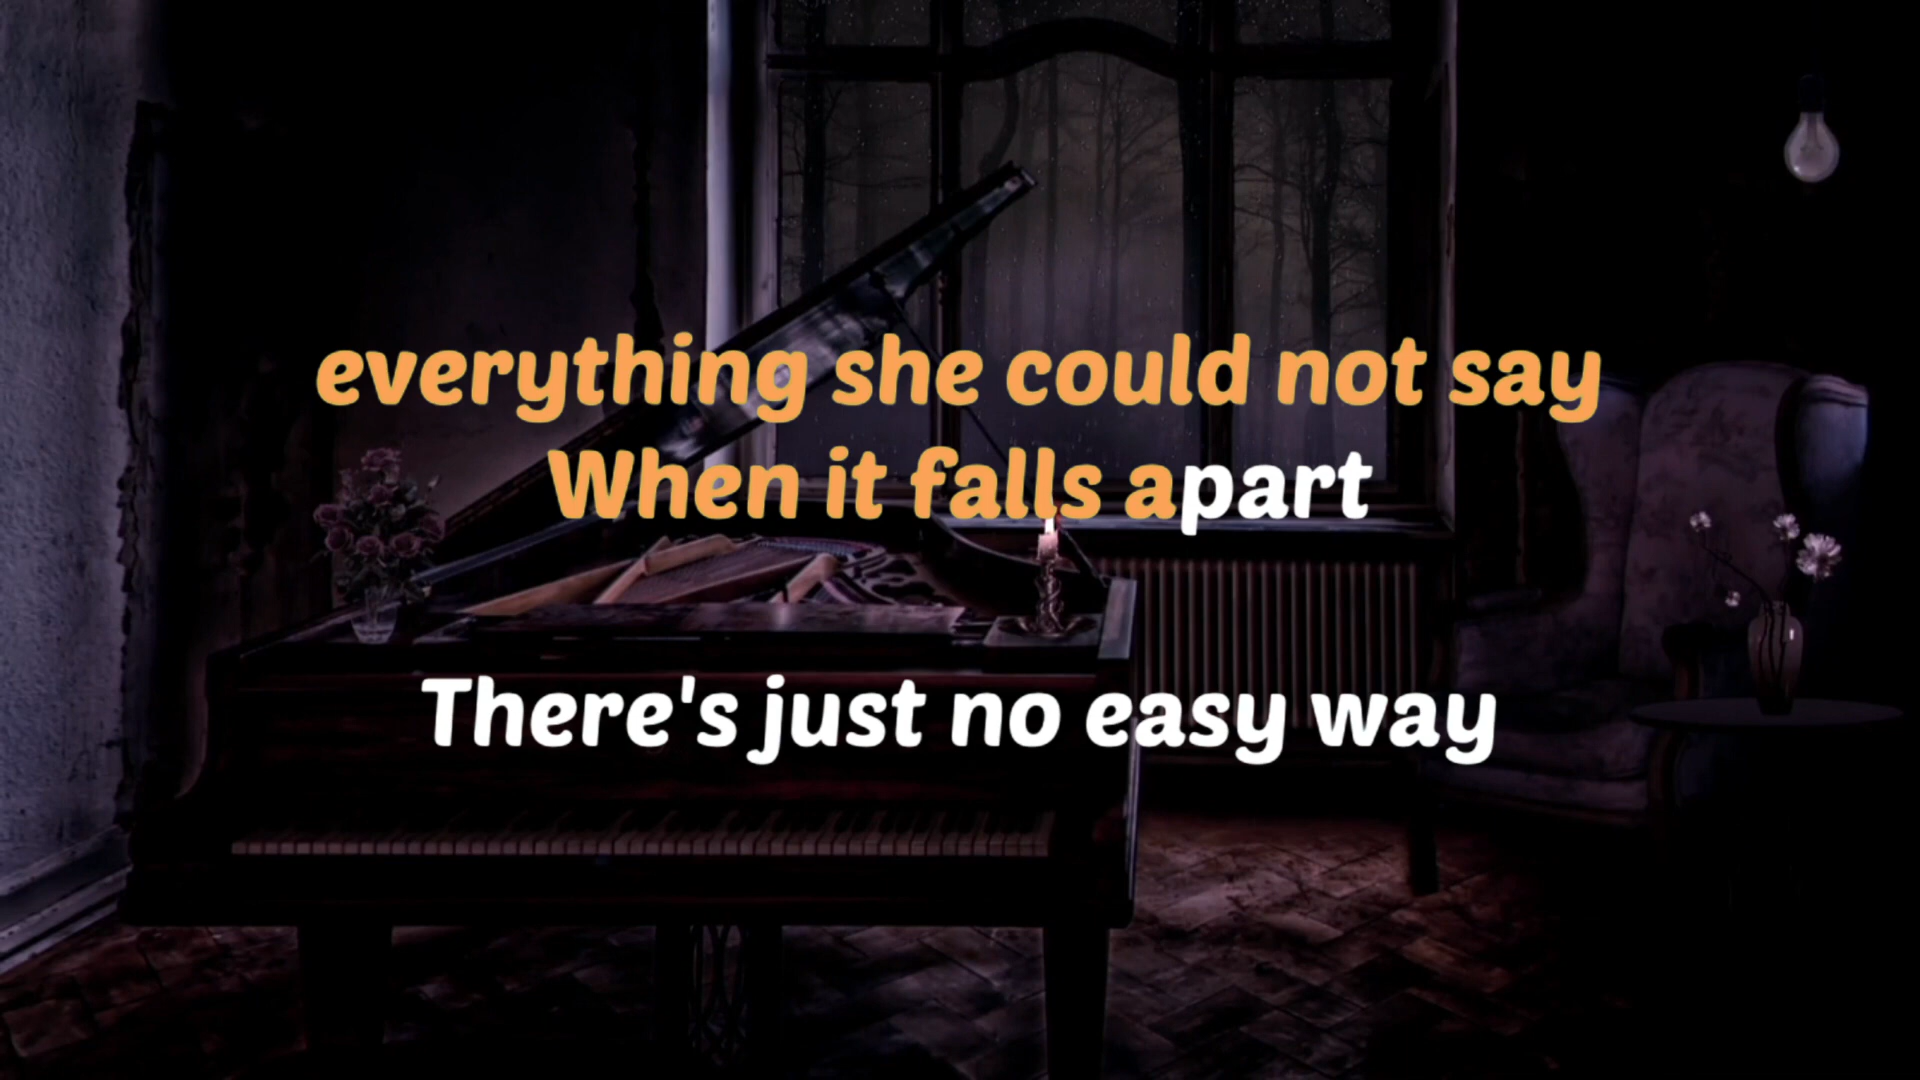 everything she could not say
When it falls apart
There's just no easy way